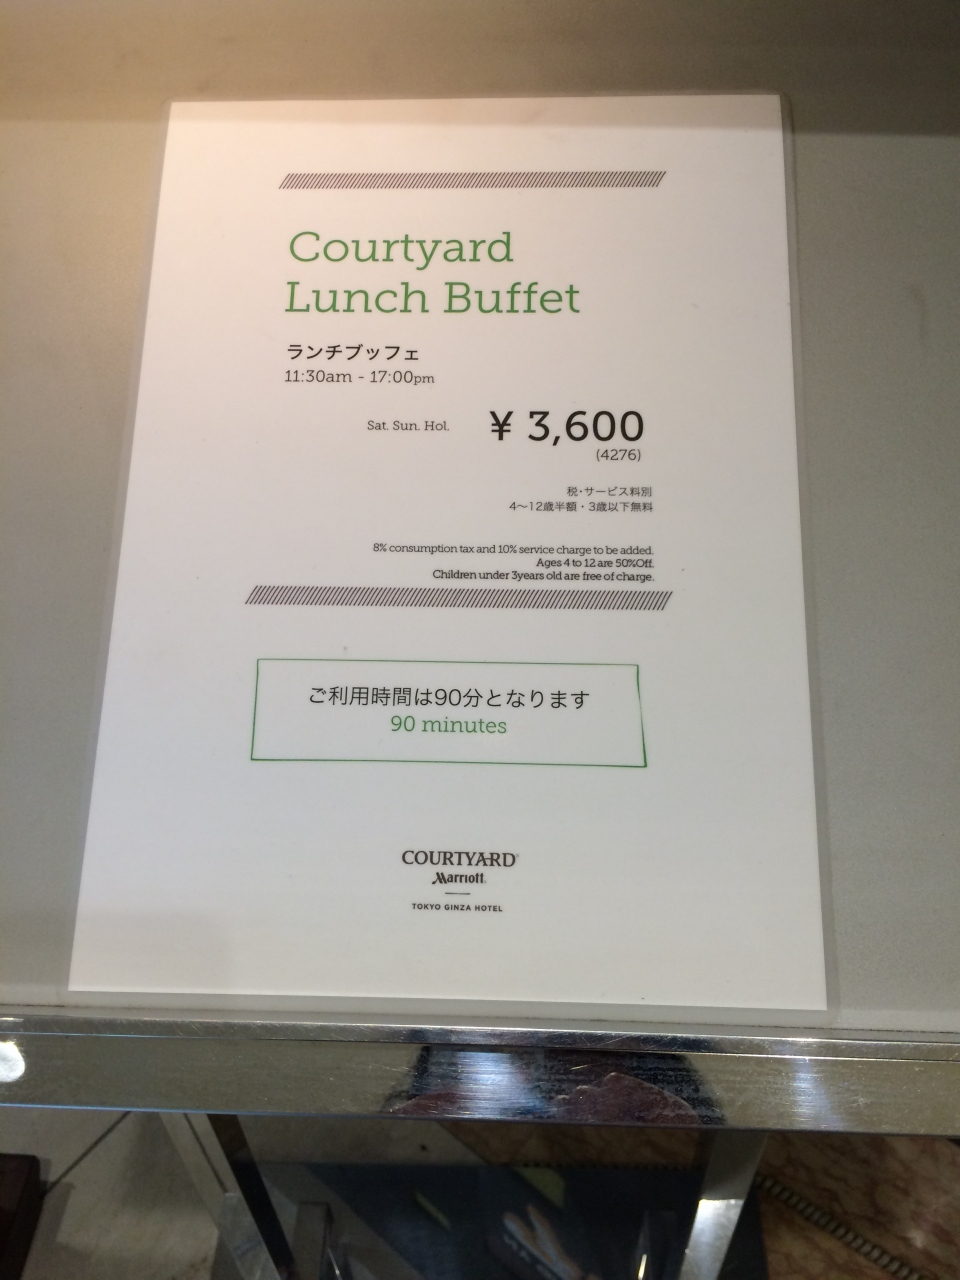 Courtyard
Lunch Buffet
ランチブッフェ
11:30am - 17:00pm
Sat. Sun. Hol. ¥ 3,600
(4276)
税・サービス料別
4〜12歳半額・3歳以下無料
8% consumption tax and 10% service charge to be added.
Ages 4 to 12 are 50%Off.
Children under 3years old are free of charge.
ご利用時間は90分となります
90 minutes
COURTYARD®
Marriott
TOKYO GINZA HOTEL